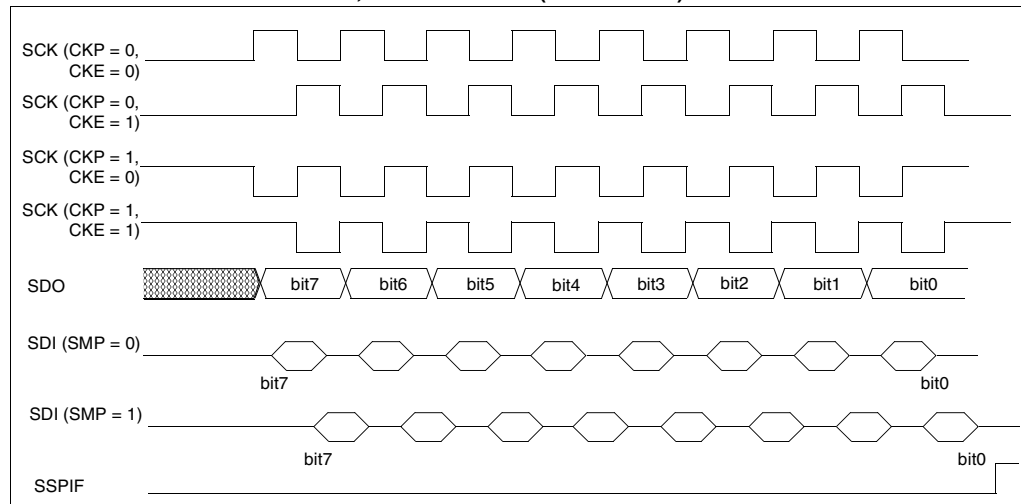 SCK (CKP = 0,
CKE = 0)
SCK (CKP = 0,
CKE = 1)
SCK (CKP = 1,
CKE = 0)
SCK (CKP = 1,
CKE = 1)
SDO bit7 bit6 bit5 bit4 bit3 bit2 bit1 bit0
SDI (SMP = 0)
bit7 bit0
SDI (SMP = 1)
bit7 bit0
SSPIF